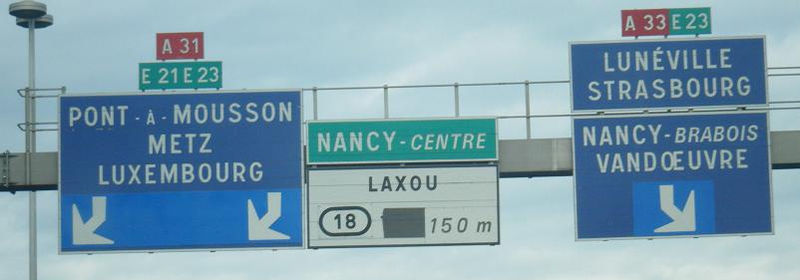 A 31
E 21 E 23
PONT-À-MOUSSON
METZ
LUXEMBOURG
NANCY-CENTRE
LAXOU
18 150 m
A 33 E 23
LUNÉVILLE
STRASBOURG
NANCY-BRABOIS
VANDŒUVRE